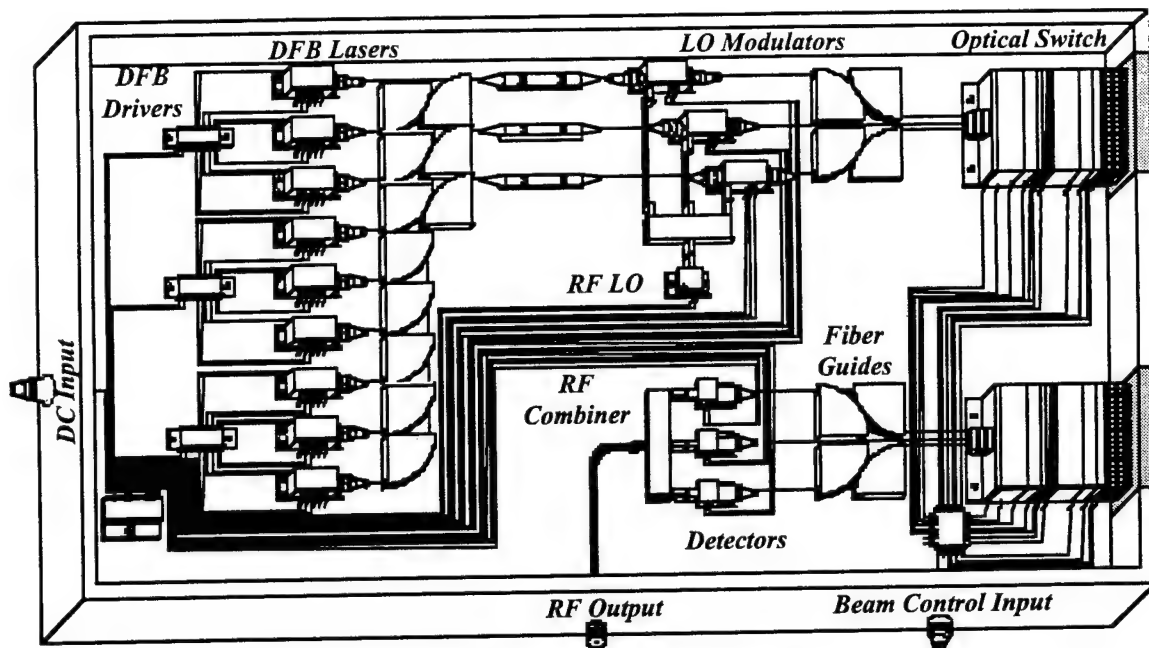 DFB Lasers
LO Modulators
Optical Switch
DFB
Drivers
RF LO
Fiber
Guides
RF
Combiner
DC Input
Detectors
RF Output
Beam Control Input